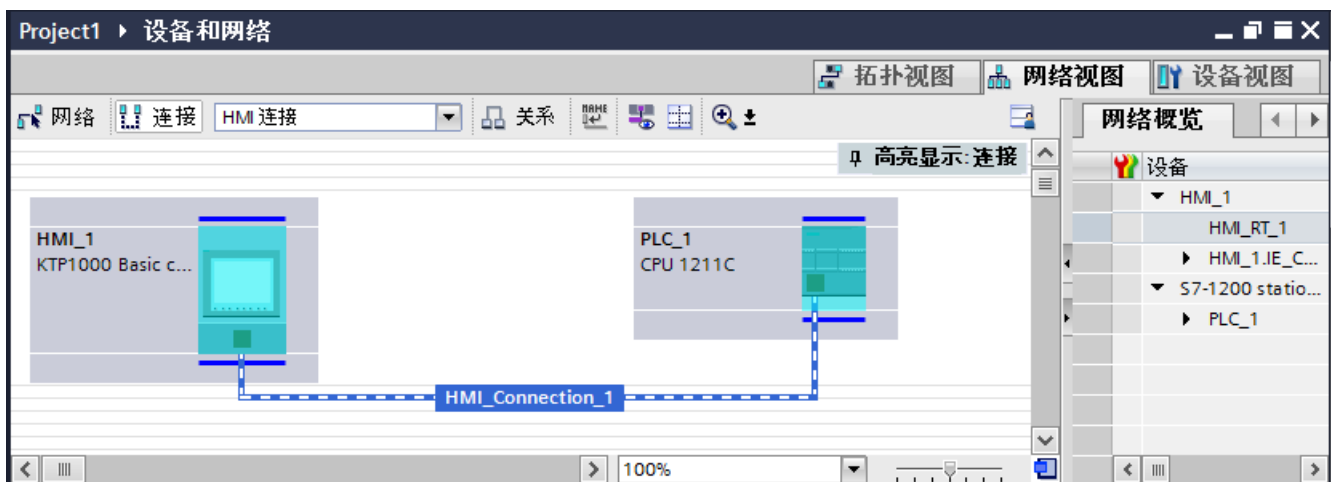 Project1 ▸ 设备和网络
拓扑视图 网络视图 设备视图
网络 连接 HMI 连接 关系 网络概览
高亮显示: 连接
设备
HMI_1
HMI_RT_1
HMI_1.IE_C...
S7-1200 statio...
PLC_1
HMI_1
KTP1000 Basic c...
PLC_1
CPU 1211C
HMI_Connection_1
100%